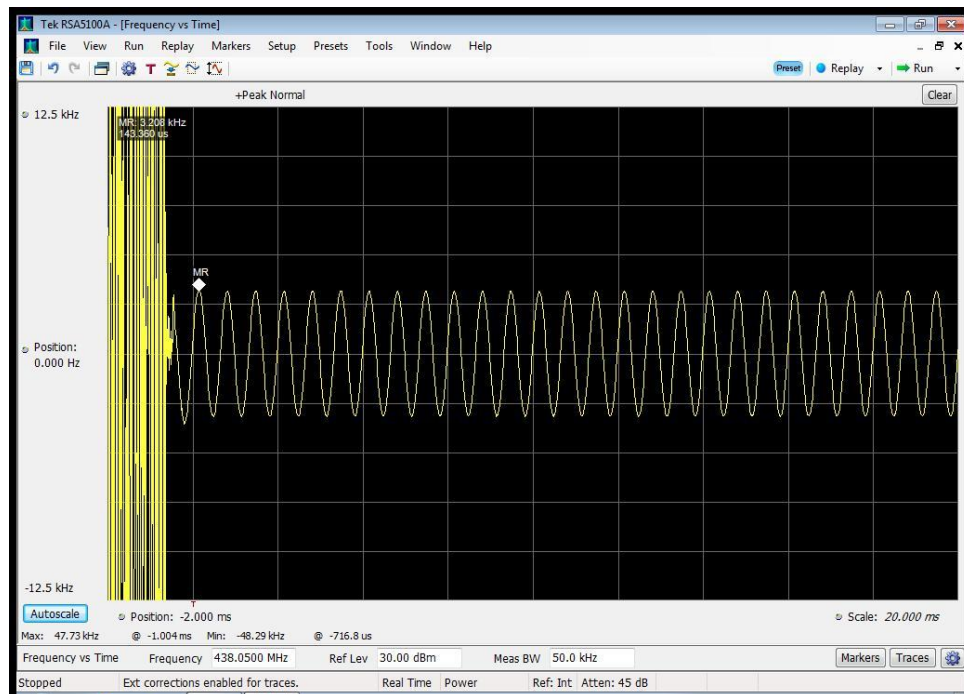 Tek RSA5100A - [Frequency vs Time]
File View Run Replay Markers Setup Presets Tools Window Help
T Preset Replay Run
+Peak Normal Clear
12.5 kHz
MR: 3.208 kHz
143.360 us
MR
Position:
0.000 Hz
-12.5 kHz
T
Autoscale Position: -2.000 ms Scale: 20.000 ms
Max: 47.73 kHz @ -1.004 ms Min: -48.29 kHz @ -716.8 us
Frequency vs Time Frequency 438.0500 MHz Ref Lev 30.00 dBm Meas BW 50.0 kHz Markers Traces
Stopped Ext corrections enabled for traces. Real Time Power Ref: Int Atten: 45 dB